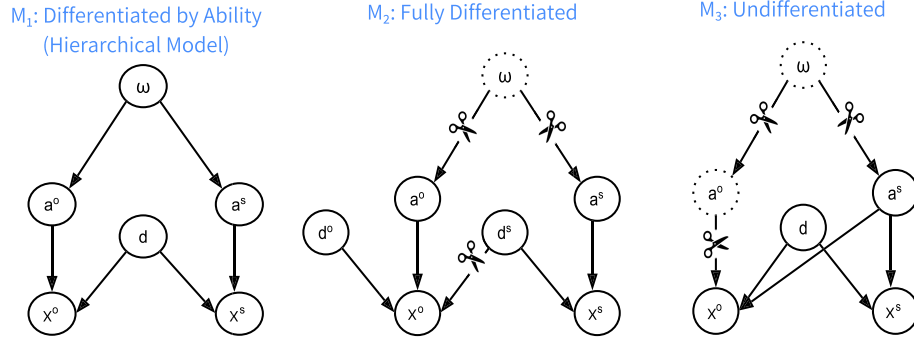 M₁: Differentiated by Ability
(Hierarchical Model)
ω
aᵒ
aˢ
d
xᵒ
xˢ
M₂: Fully Differentiated
ω
aᵒ
aˢ
dᵒ
dˢ
xᵒ
xˢ
M₃: Undifferentiated
ω
aᵒ
aˢ
d
xᵒ
xˢ